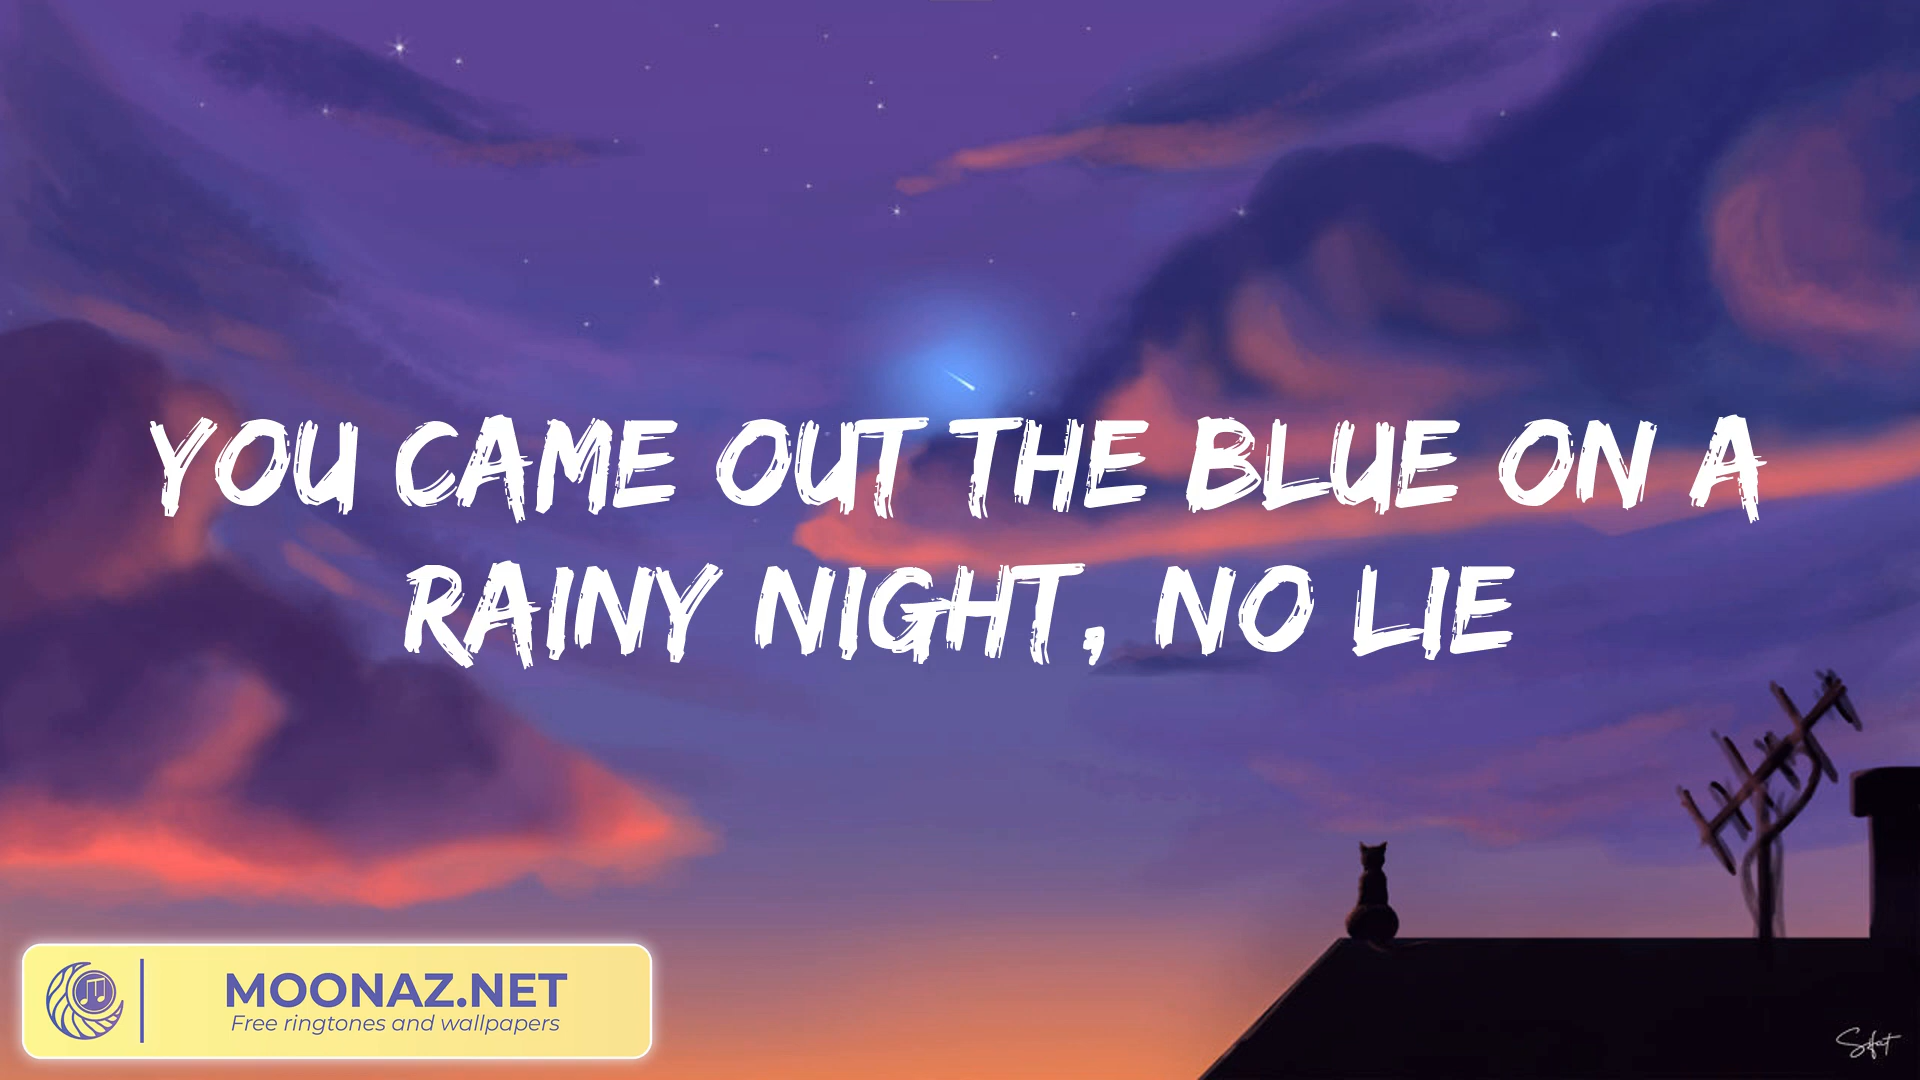 YOU CAME OUT THE BLUE ON A
RAINY NIGHT, NO LIE
MOONAZ.NET
Free ringtones and wallpapers